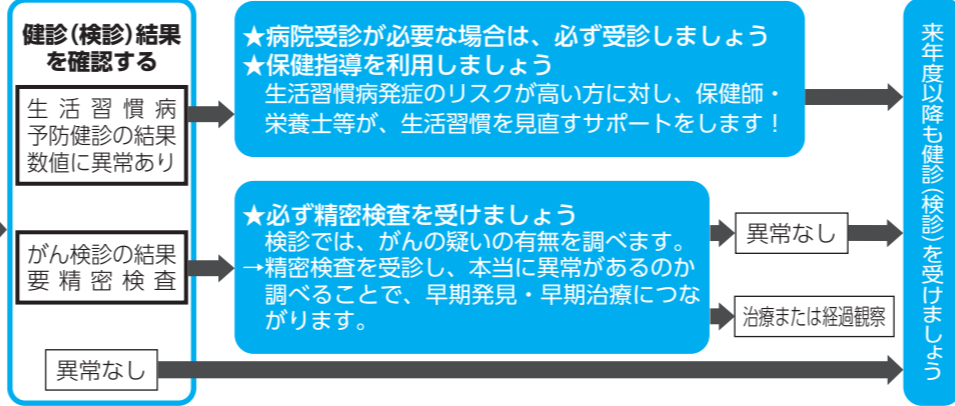 健診(検診)結果
を確認する
生活習慣病
予防健診の結果
数値に異常あり
★病院受診が必要な場合は、必ず受診しましょう
★保健指導を利用しましょう
生活習慣病発症のリスクが高い方に対し、保健師・
栄養士等が、生活習慣を見直すサポートをします!
がん検診の結果
要精密検査
★必ず精密検査を受けましょう
検診では、がんの疑いの有無を調べます。
→精密検査を受診し、本当に異常があるのか
調べることで、早期発見・早期治療につな
がります。
異常なし
治療または経過観察
異常なし
来年度以降も健診(検診)を受けましょう